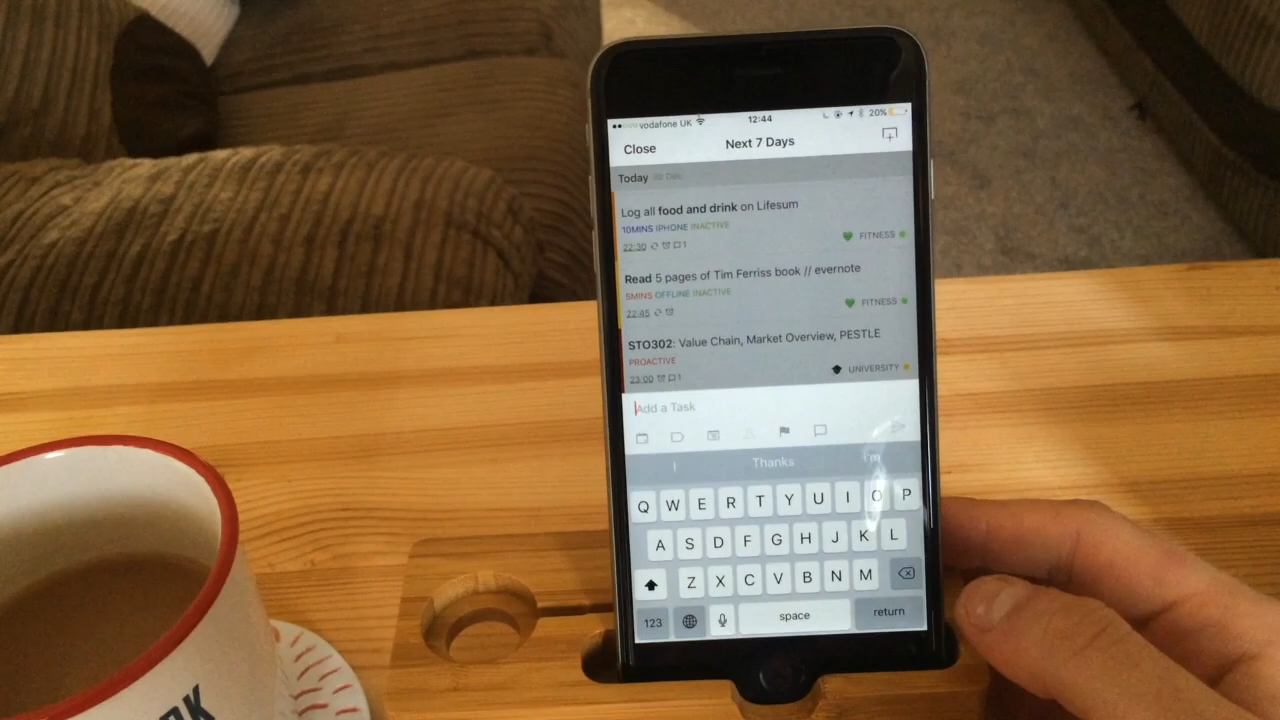 vodafone UK 12:44 20%
Close Next 7 Days
Today
Log all food and drink on Lifesum
10MINS IPHONE INACTIVE
22:30 1 FITNESS
Read 5 pages of Tim Ferriss book // evernote
5MINS OFFLINE INACTIVE
22:45 FITNESS
STO302: Value Chain, Market Overview, PESTLE
PROACTIVE
23:00 1 UNIVERSITY
Add a Task
I Thanks I'm
Q W E R T Y U I O P
A S D F G H J K L
Z X C V B N M
123 space return